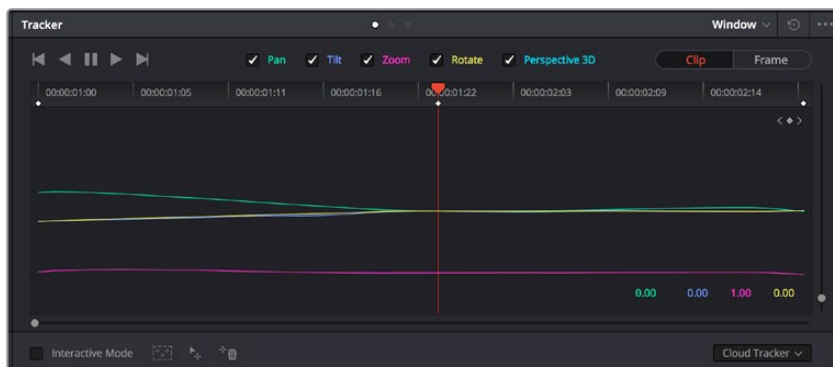 Tracker Window
Pan Tilt Zoom Rotate Perspective 3D Clip Frame
00:00:01:00 00:00:01:05 00:00:01:11 00:00:01:16 00:00:01:22 00:00:02:03 00:00:02:09 00:00:02:14
0.00 0.00 1.00 0.00
Interactive Mode Cloud Tracker